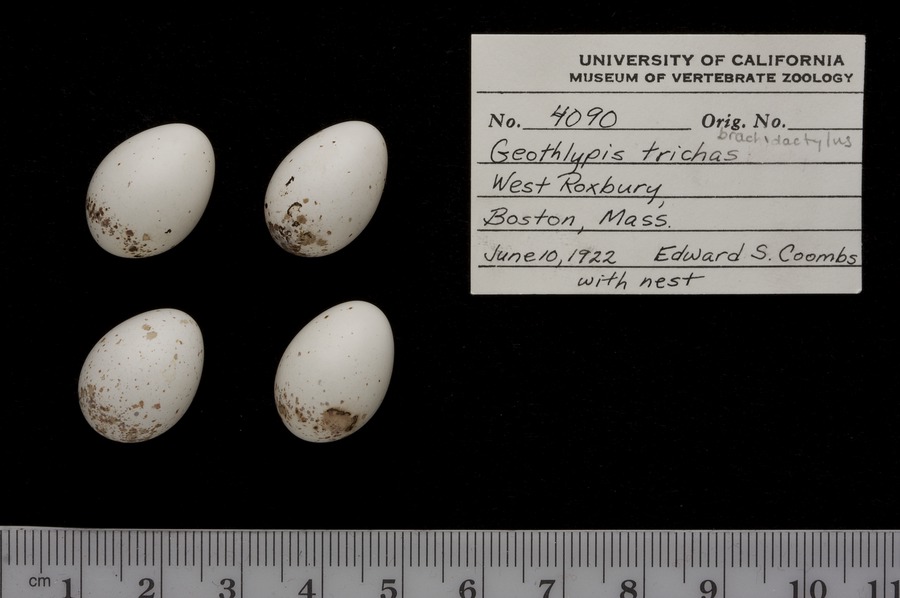 UNIVERSITY OF CALIFORNIA
MUSEUM OF VERTEBRATE ZOOLOGY
No. 4090 Orig. No.
brachidactylus
Geothlypis trichas
West Roxbury,
Boston, Mass.
June 10, 1922 Edward S. Coombs
with nest
cm 1 2 3 4 5 6 7 8 9 10 11